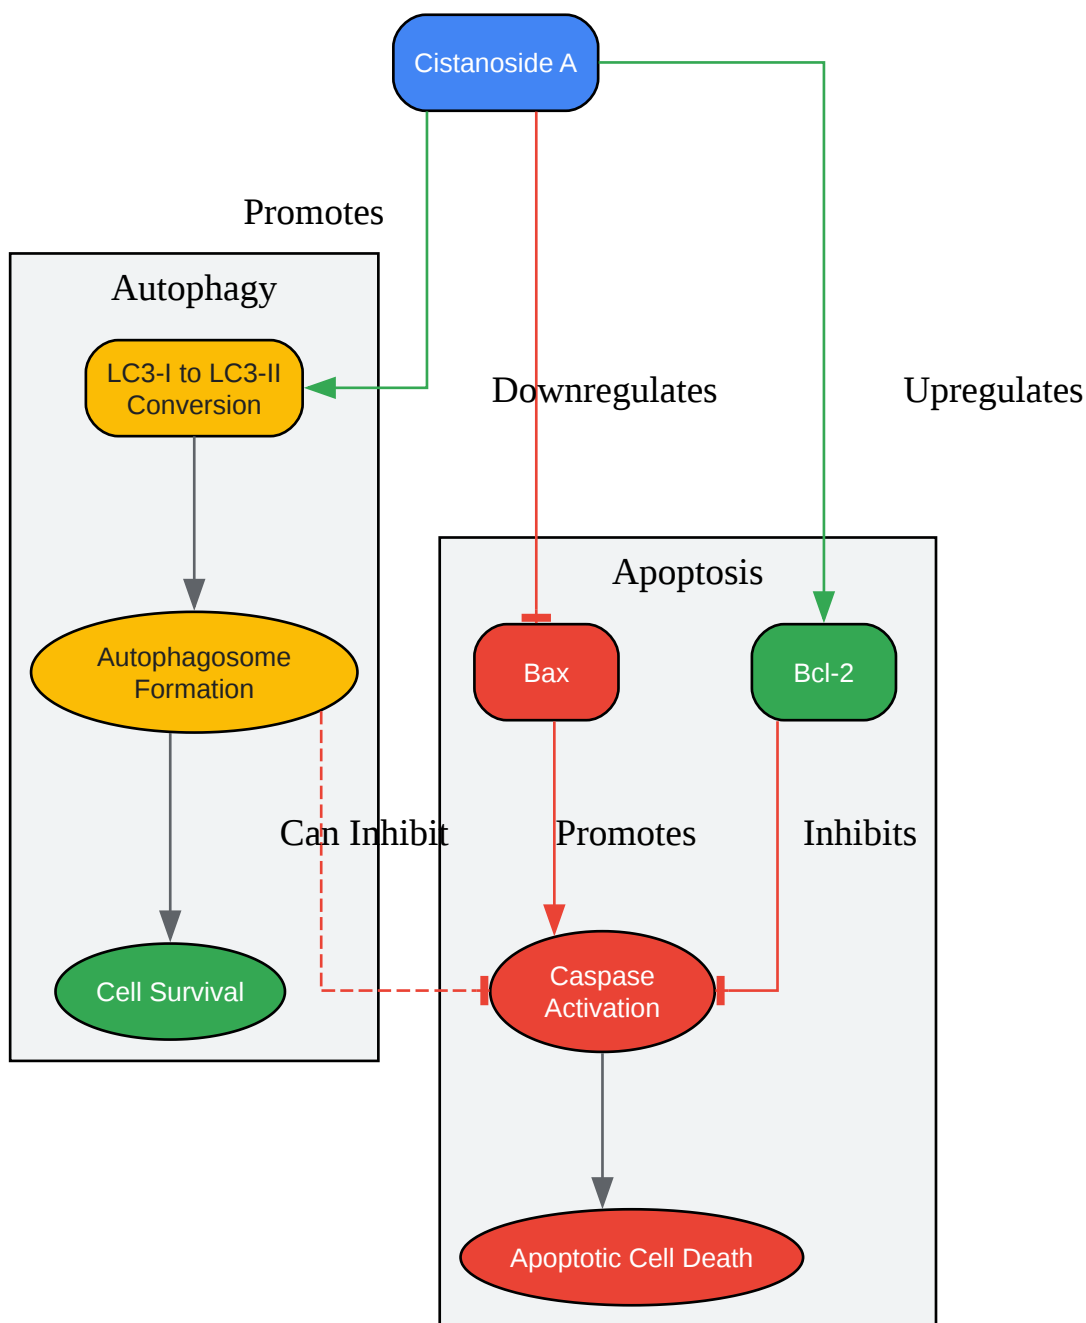 Cistanoside A
Promotes
Autophagy
LC3-I to LC3-II
Conversion
Downregulates
Upregulates
Apoptosis
Autophagosome
Formation
Bax
Bcl-2
Can Inhibit
Promotes
Inhibits
Cell Survival
Caspase
Activation
Apoptotic Cell Death